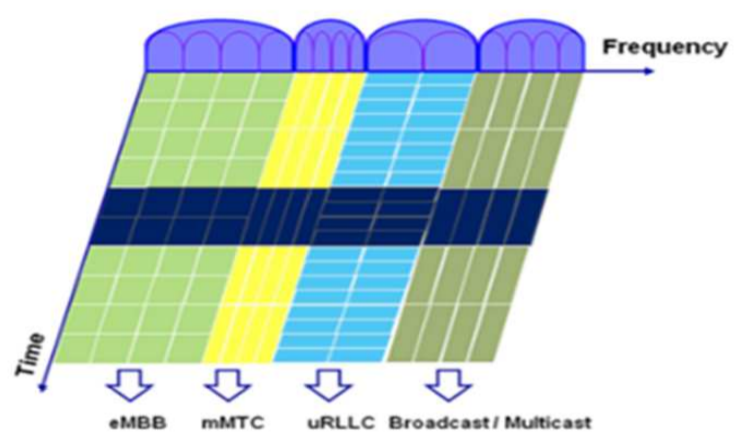 Frequency
Time
eMBB mMTC uRLLC Broadcast / Multicast